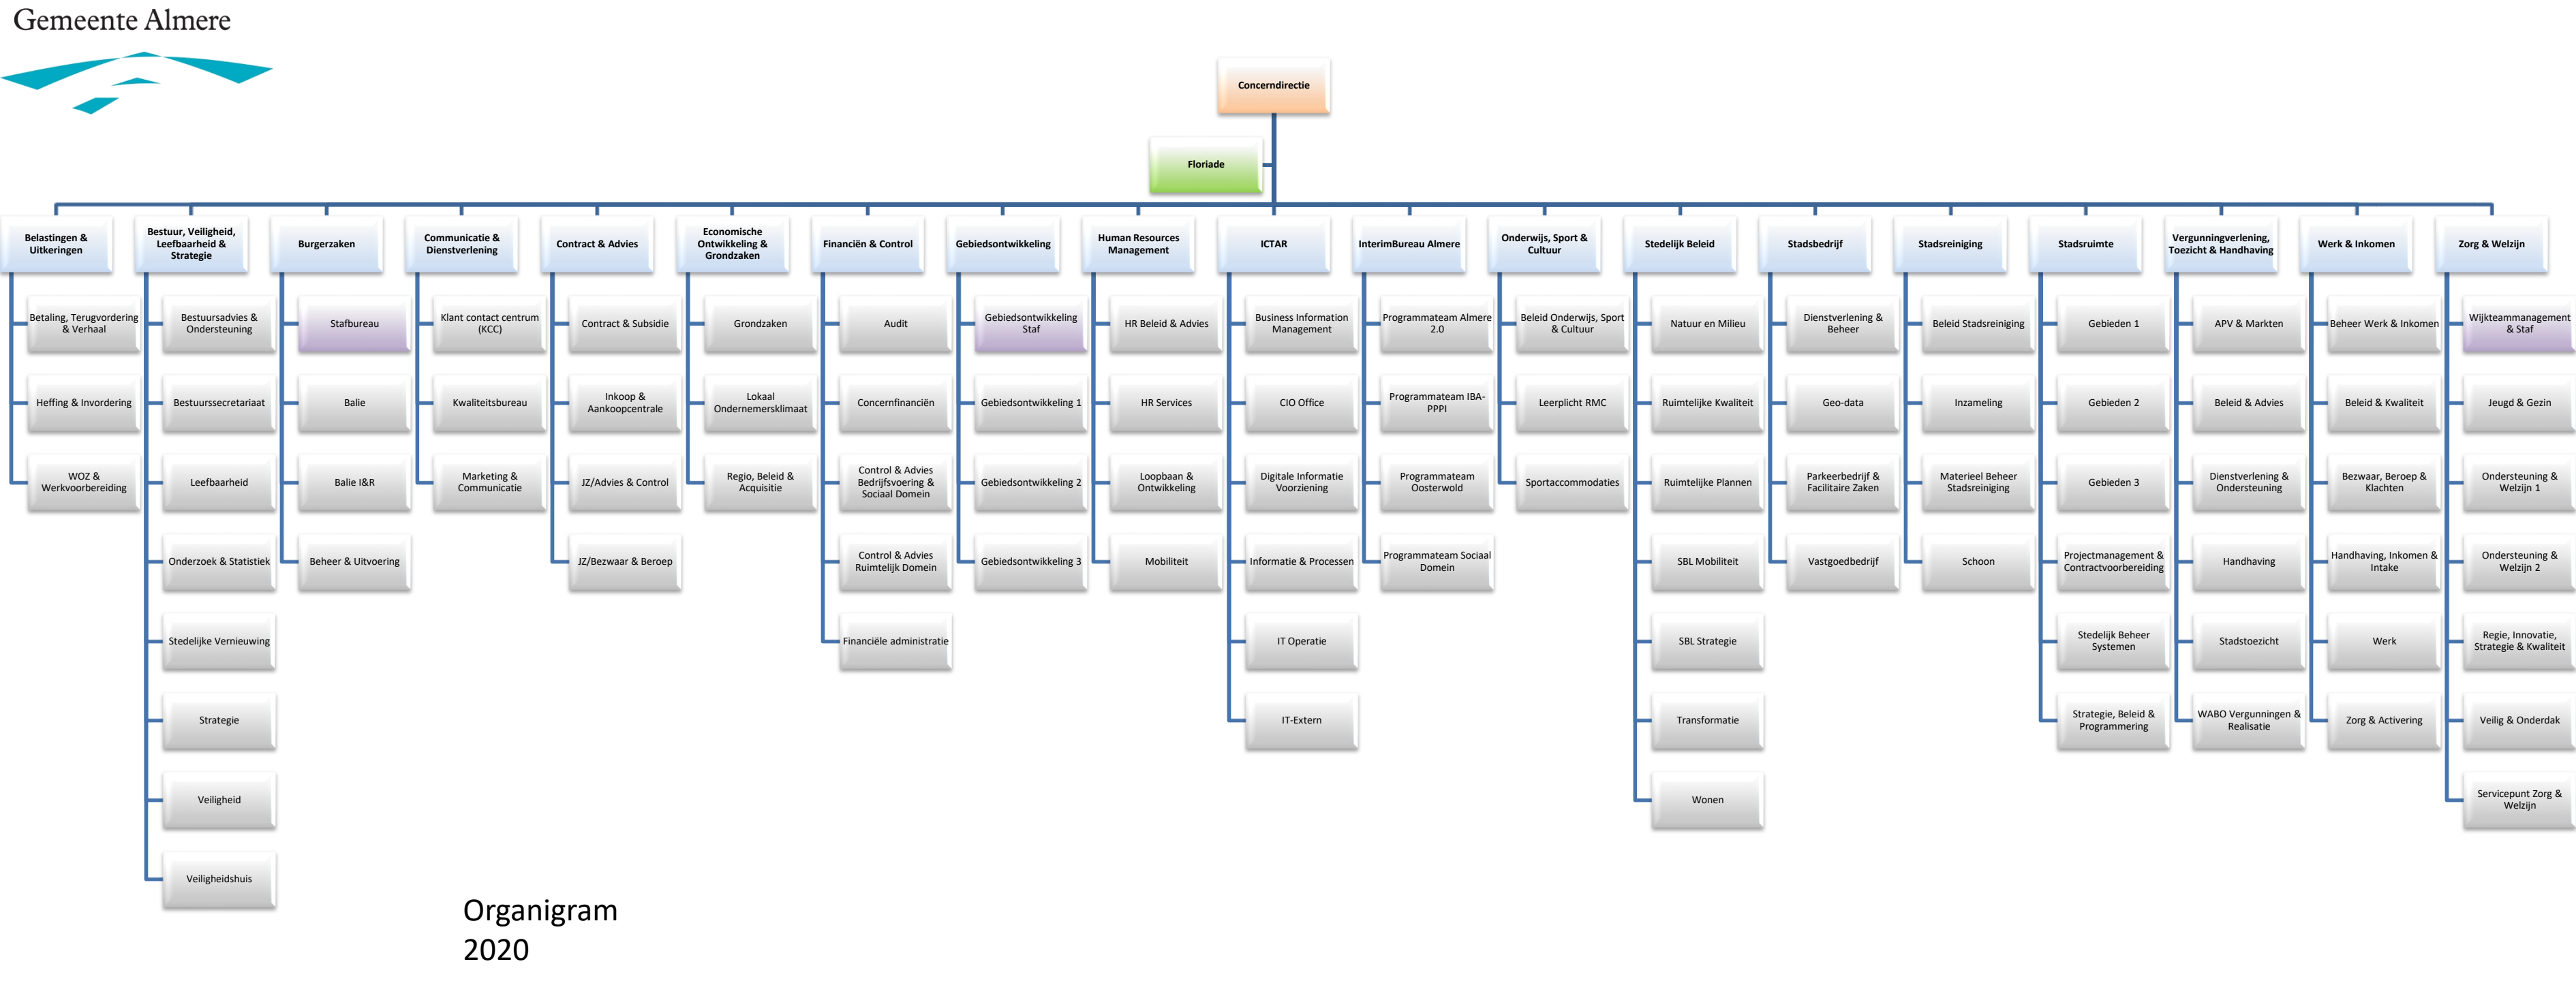 Gemeente Almere
Concerndirectie
Floriade
Belastingen &
Uitkeringen
Betaling, Terugvordering
& Verhaal
Heffing & Invordering
WOZ &
Werkvoorbereiding
Bestuur, Veiligheid,
Leefbaarheid &
Strategie
Bestuursadvies &
Ondersteuning
Bestuurssecretariaat
Leefbaarheid
Onderzoek & Statistiek
Stedelijke Vernieuwing
Strategie
Veiligheid
Veiligheidshuis
Burgerzaken
Stafbureau
Balie
Balie I&R
Beheer & Uitvoering
Communicatie &
Dienstverlening
Klant contact centrum
(KCC)
Kwaliteitsbureau
Marketing &
Communicatie
Contract & Advies
Contract & Subsidie
Inkoop &
Aankoopcentrale
JZ/Advies & Control
JZ/Bezwaar & Beroep
Economische
Ontwikkeling &
Grondzaken
Grondzaken
Lokaal
Ondernemersklimaat
Regio, Beleid &
Acquisitie
Financiën & Control
Audit
Concernfinanciën
Control & Advies
Bedrijfsvoering &
Sociaal Domein
Control & Advies
Ruimtelijk Domein
Financiële administratie
Gebiedsontwikkeling
Gebiedsontwikkeling
Staf
Gebiedsontwikkeling 1
Gebiedsontwikkeling 2
Gebiedsontwikkeling 3
Human Resources
Management
HR Beleid & Advies
HR Services
Loopbaan &
Ontwikkeling
Mobiliteit
ICTAR
Business Information
Management
CIO Office
Digitale Informatie
Voorziening
Informatie & Processen
IT Operatie
IT-Extern
InterimBureau Almere
Programmateam Almere
2.0
Programmateam IBA-
PPPI
Programmateam
Oosterwold
Programmateam Sociaal
Domein
Onderwijs, Sport &
Cultuur
Beleid Onderwijs, Sport
& Cultuur
Leerplicht RMC
Sportaccommodaties
Stedelijk Beleid
Natuur en Milieu
Ruimtelijke Kwaliteit
Ruimtelijke Plannen
SBL Mobiliteit
SBL Strategie
Transformatie
Wonen
Stadsbedrijf
Dienstverlening &
Beheer
Geo-data
Parkeerbedrijf &
Facilitaire Zaken
Vastgoedbedrijf
Stadsreiniging
Beleid Stadsreiniging
Inzameling
Materieel Beheer
Stadsreiniging
Schoon
Stadsruimte
Gebieden 1
Gebieden 2
Gebieden 3
Projectmanagement &
Contractvoorbereiding
Stedelijk Beheer
Systemen
Strategie, Beleid &
Programmering
Vergunningverlening,
Toezicht & Handhaving
APV & Markten
Beleid & Advies
Dienstverlening &
Ondersteuning
Handhaving
Stadstoezicht
WABO Vergunningen &
Realisatie
Werk & Inkomen
Beheer Werk & Inkomen
Beleid & Kwaliteit
Bezwaar, Beroep &
Klachten
Handhaving, Inkomen &
Intake
Werk
Zorg & Activering
Zorg & Welzijn
Wijkteammanagement
& Staf
Jeugd & Gezin
Ondersteuning &
Welzijn 1
Ondersteuning &
Welzijn 2
Regie, Innovatie,
Strategie & Kwaliteit
Veilig & Onderdak
Servicepunt Zorg &
Welzijn
Organigram
2020